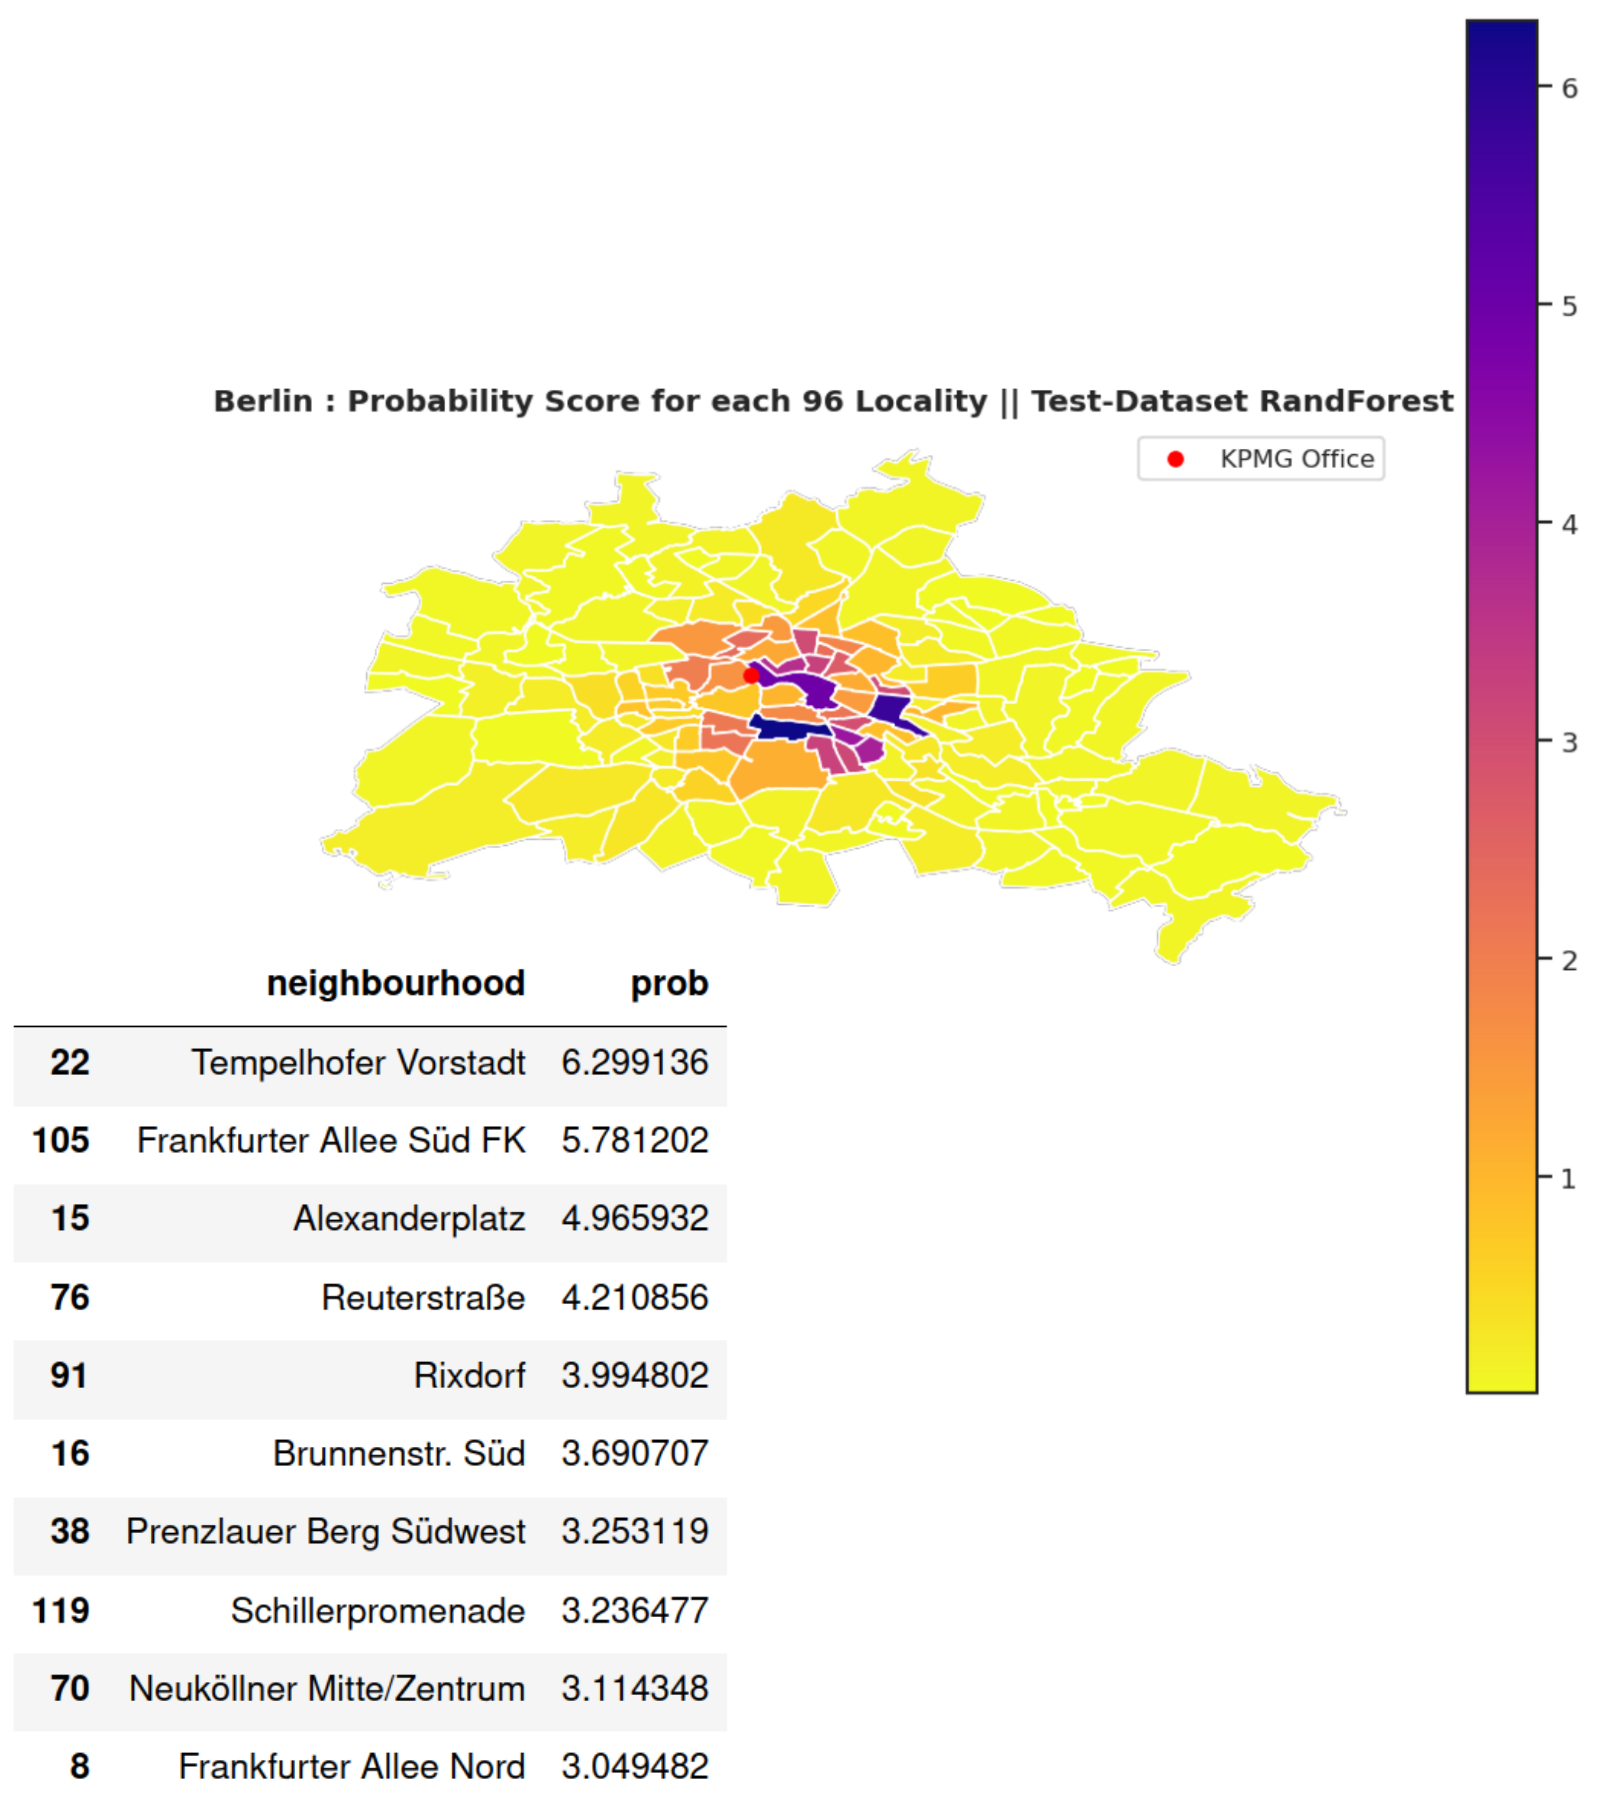 Berlin : Probability Score for each 96 Locality || Test-Dataset RandForest
KPMG Office
6
5
4
3
2
1
neighbourhood prob
22 Tempelhofer Vorstadt 6.299136
105 Frankfurter Allee Süd FK 5.781202
15 Alexanderplatz 4.965932
76 Reuterstraße 4.210856
91 Rixdorf 3.994802
16 Brunnenstr. Süd 3.690707
38 Prenzlauer Berg Südwest 3.253119
119 Schillerpromenade 3.236477
70 Neuköllner Mitte/Zentrum 3.114348
8 Frankfurter Allee Nord 3.049482